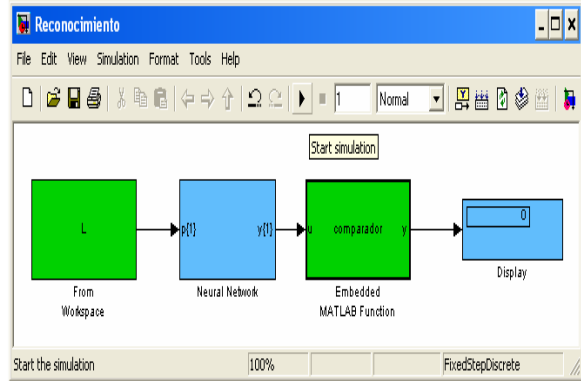 Reconocimiento
File Edit View Simulation Format Tools Help
1 Normal
Start simulation
L p{1} y{1} u comparador y 0
Display
From Workspace
Neural Network
Embedded MATLAB Function
Start the simulation 100% FixedStepDiscrete